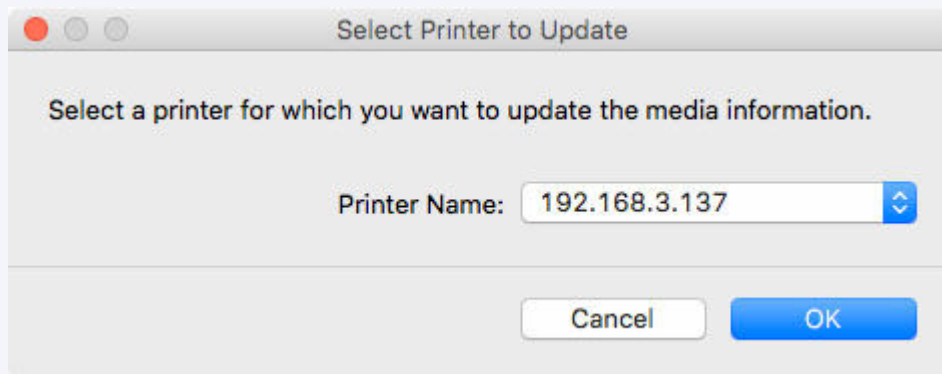 Select Printer to Update
Select a printer for which you want to update the media information.
Printer Name: 192.168.3.137
Cancel OK